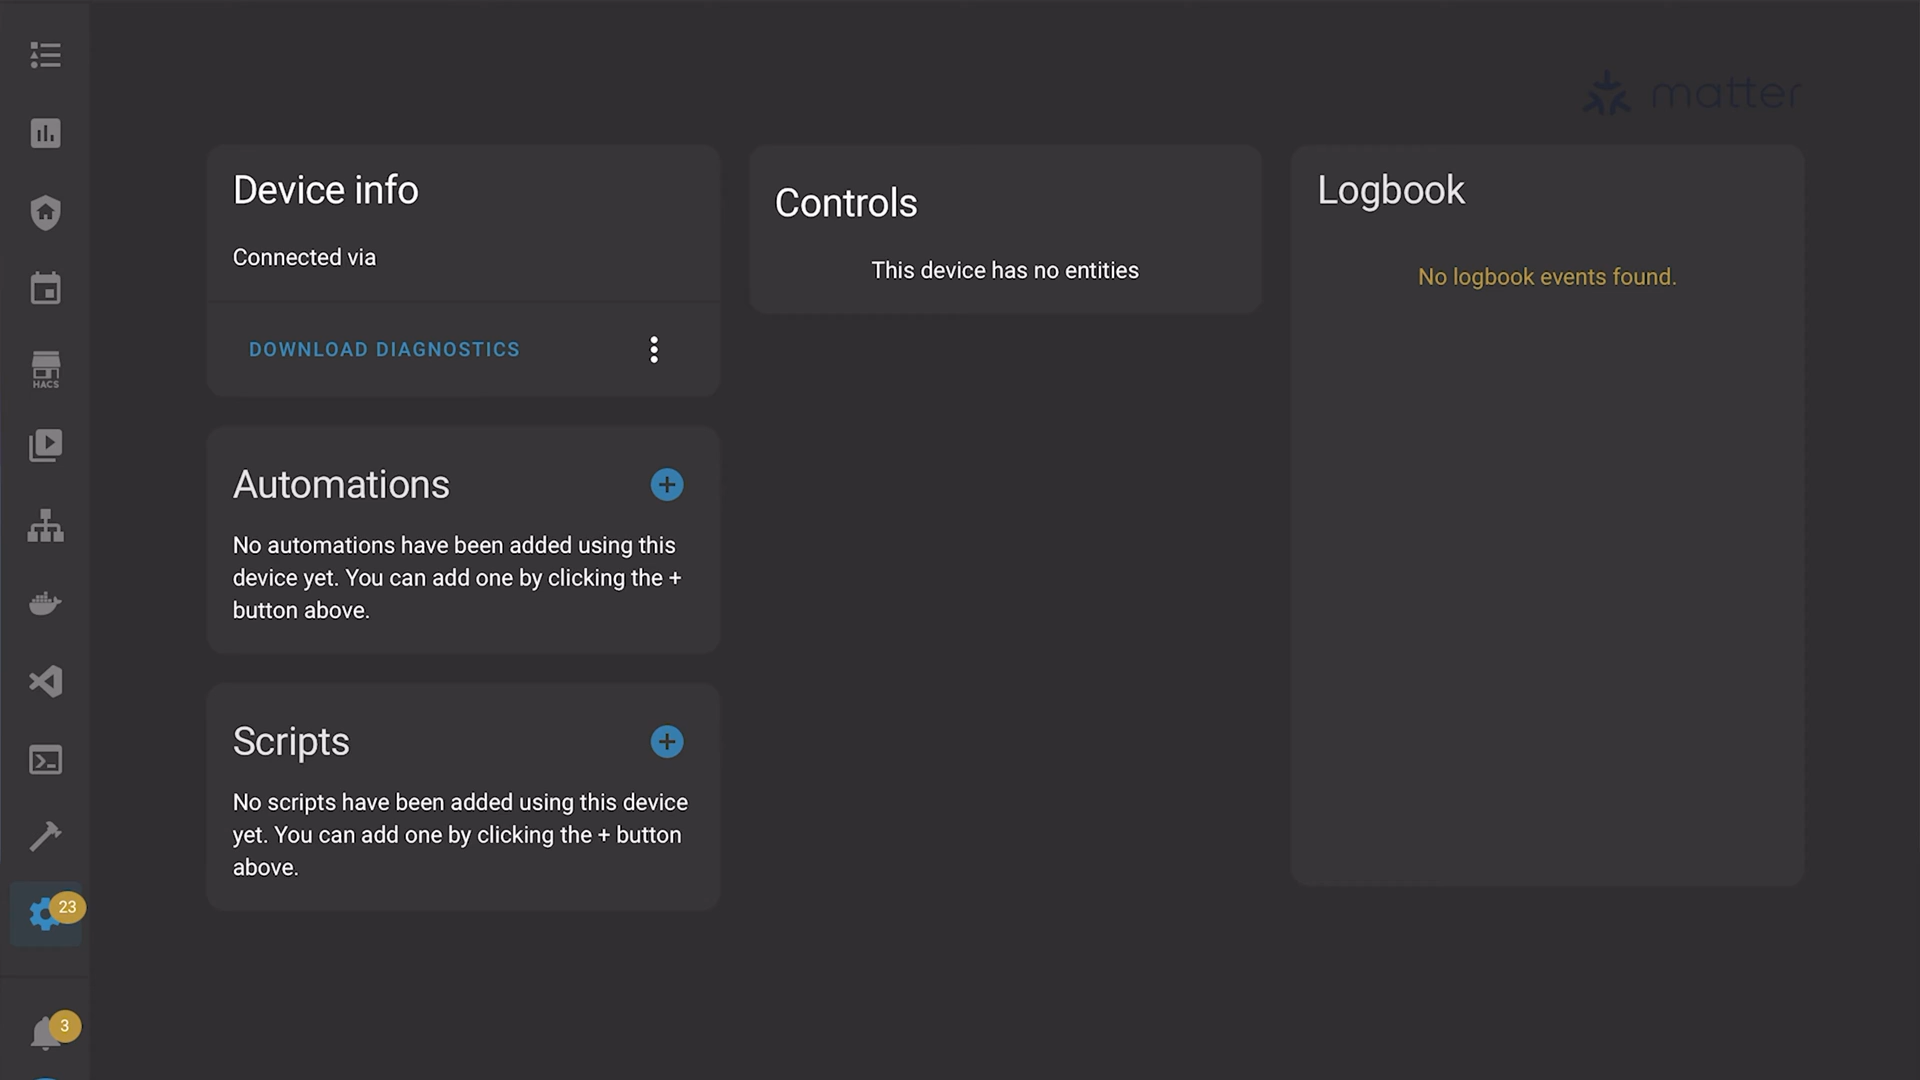 matter
Device info
Connected via
DOWNLOAD DIAGNOSTICS
Automations
No automations have been added using this
device yet. You can add one by clicking the +
button above.
Scripts
No scripts have been added using this device
yet. You can add one by clicking the + button
above.
Controls
This device has no entities
Logbook
No logbook events found.
HACS
23
3